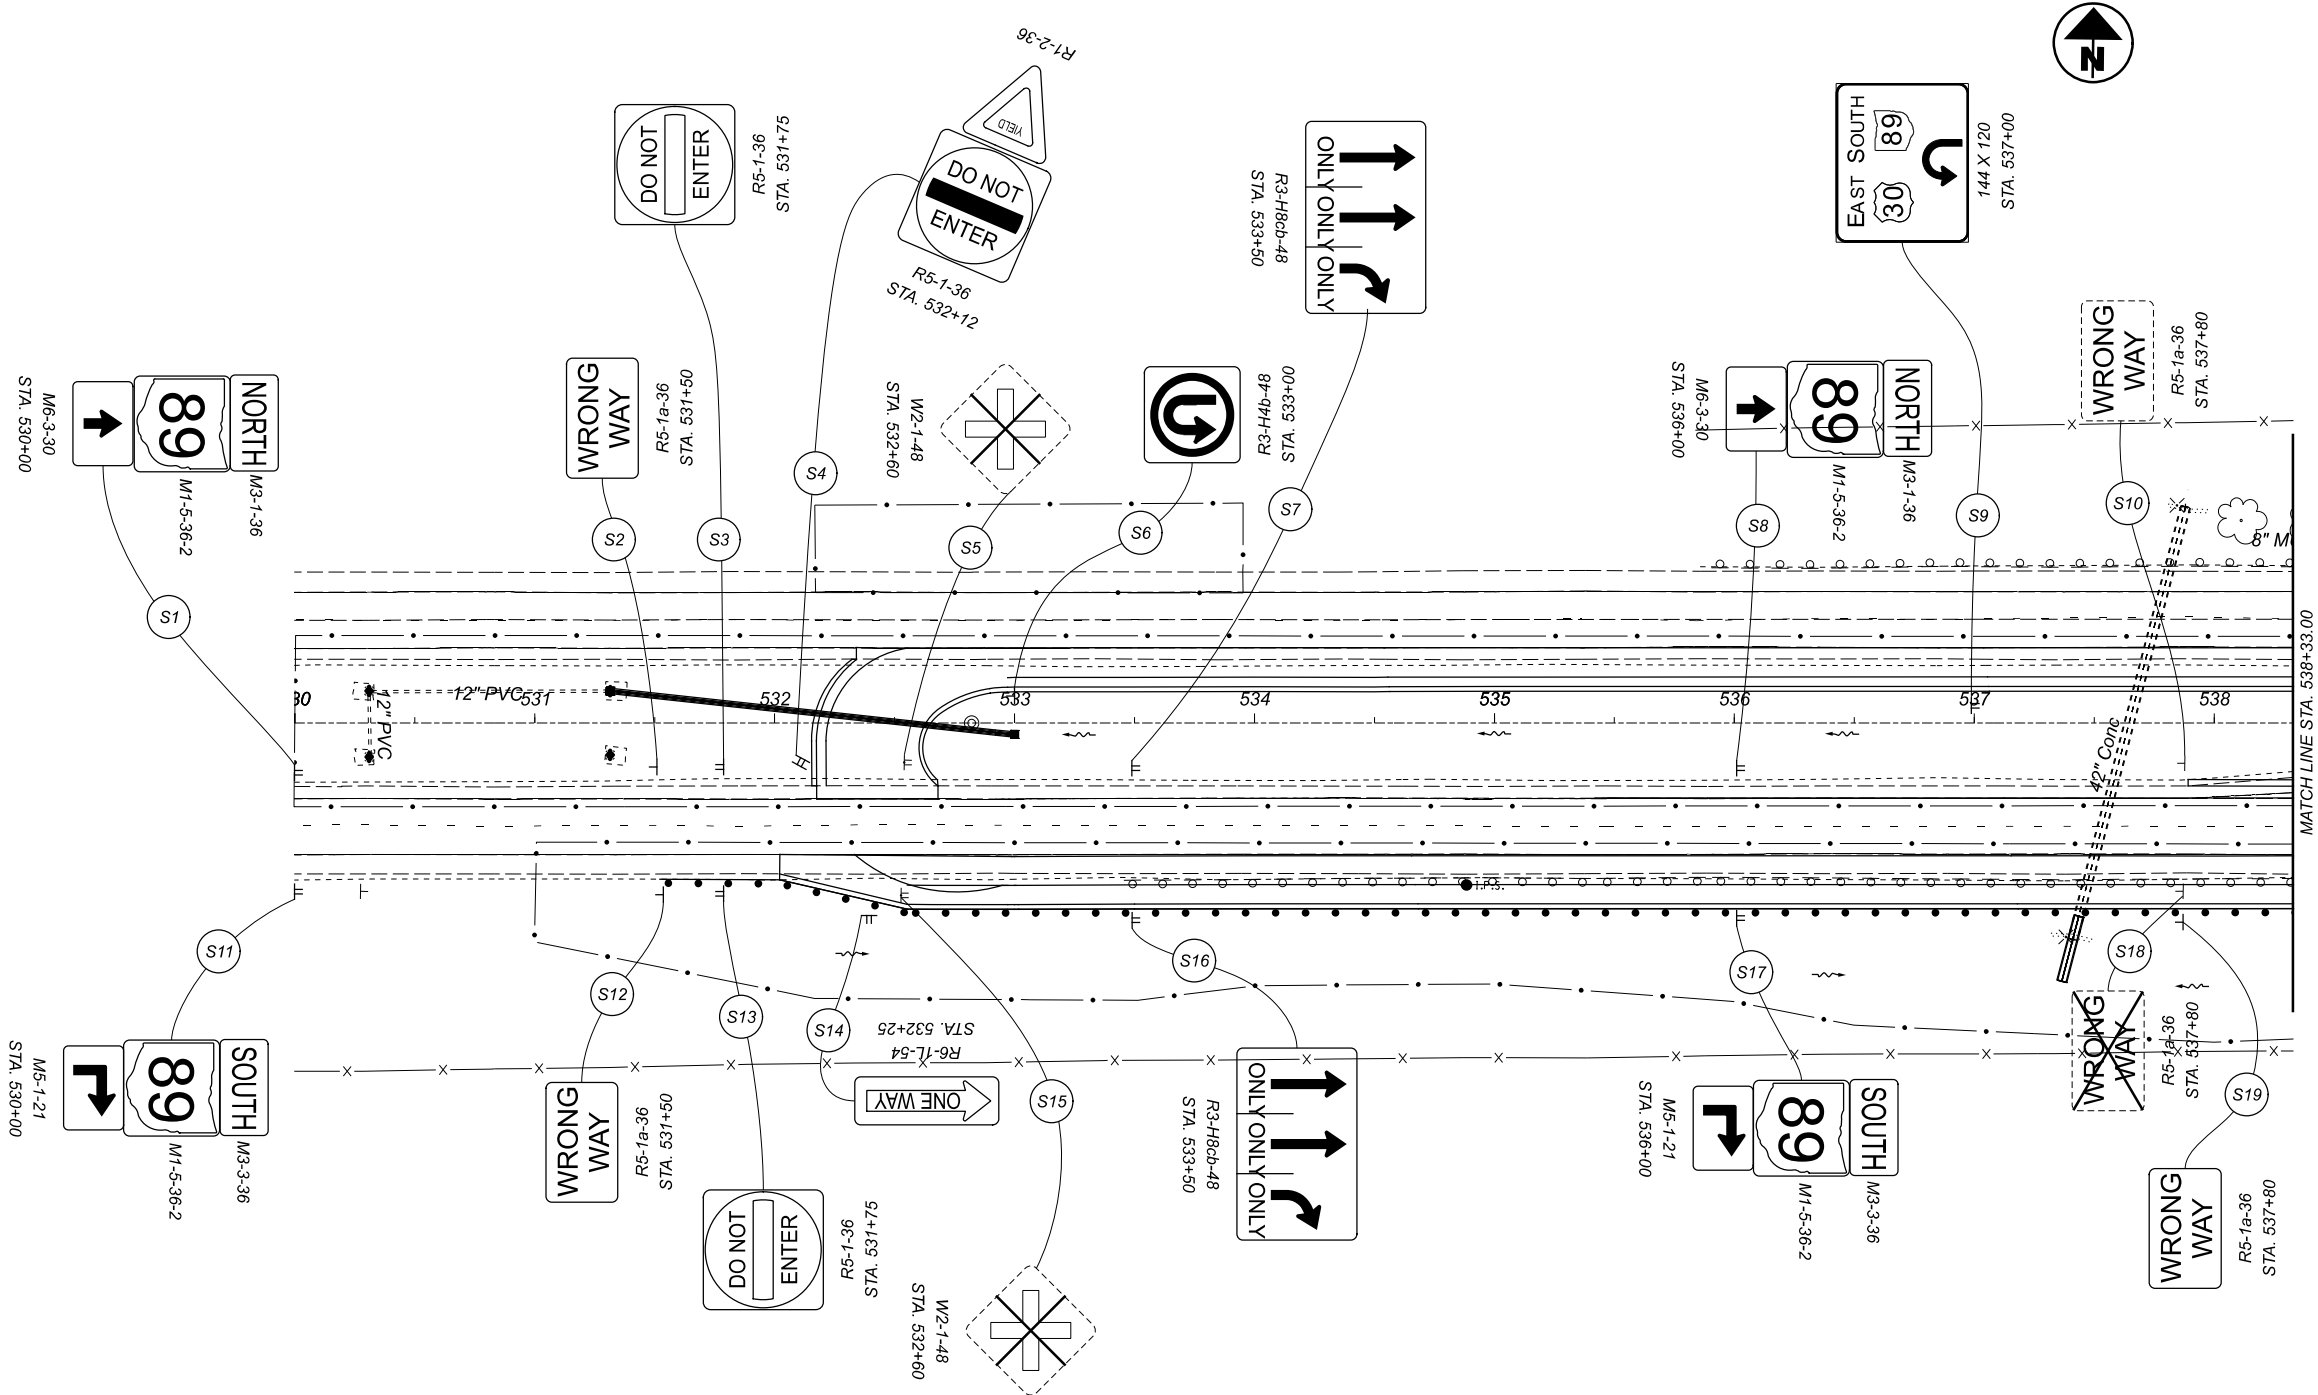 N
R1-2-36
YIELD
DO NOT
ENTER
R5-1-36
STA. 532+12
DO NOT
ENTER
R5-1-36
STA. 531+75
ONLY ONLY ONLY
R3-H8cb-48
STA. 533+50
EAST SOUTH
30 89
144 X 120
STA. 537+00
NORTH
89
M3-1-36
M1-5-36-2
M6-3-30
STA. 530+00
WRONG
WAY
R5-1a-36
STA. 531+50
W2-1-48
STA. 532+60
R3-H4b-48
STA. 533+00
NORTH
89
M3-1-36
M1-5-36-2
M6-3-30
STA. 536+00
WRONG
WAY
R5-1a-36
STA. 537+80
S1
S2
S3
S4
S5
S6
S7
S8
S9
S10
8" M
30
531
532
533
534
535
536
537
538
12" PVC
12" PVC
42" Conc
MATCH LINE STA. 538+33.00
I.P.S.
S11
S12
S13
S14
S15
S16
S17
S18
S19
SOUTH
89
M3-3-36
M1-5-36-2
M5-1-21
STA. 530+00
WRONG
WAY
R5-1a-36
STA. 531+50
DO NOT
ENTER
R5-1-36
STA. 531+75
R6-1L-54
STA. 532+25
ONE WAY
W2-1-48
STA. 532+60
ONLY ONLY ONLY
R3-H8cb-48
STA. 533+50
SOUTH
89
M3-3-36
M1-5-36-2
M5-1-21
STA. 536+00
WRONG
WAY
R5-1a-36
STA. 537+80
WRONG
WAY
R5-1a-36
STA. 537+80